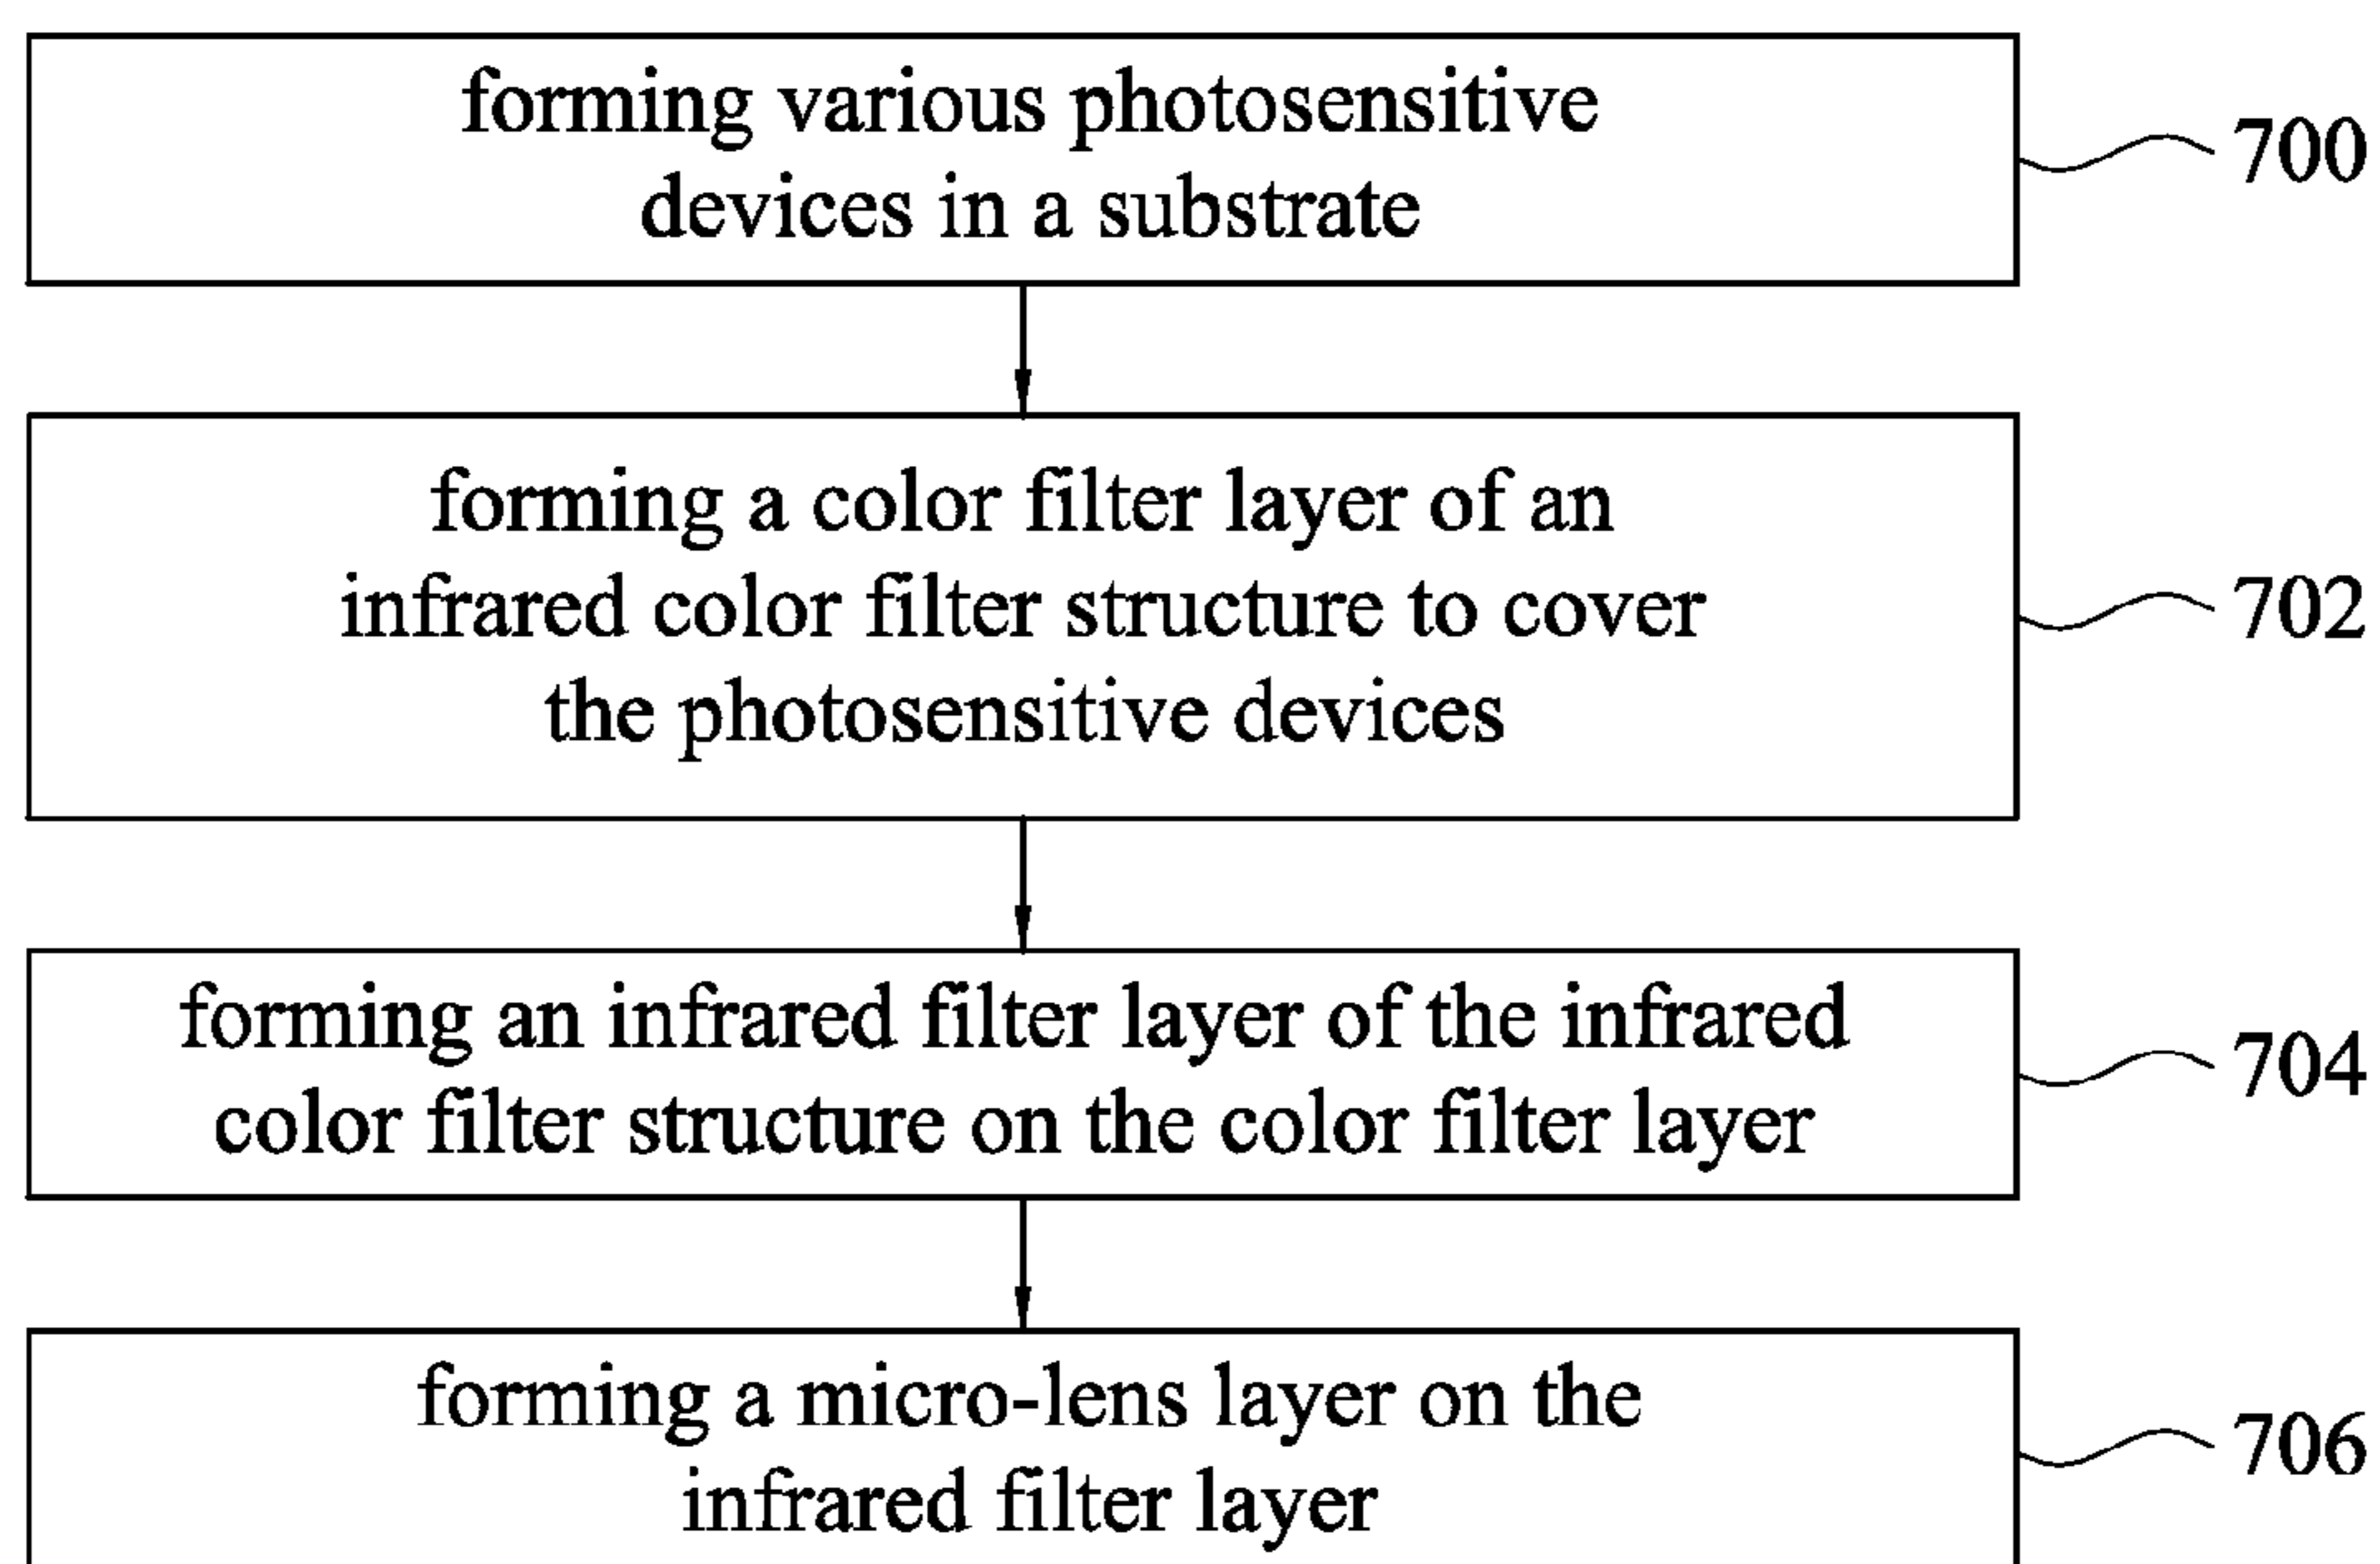 forming various photosensitive
devices in a substrate
700
forming a color filter layer of an
infrared color filter structure to cover
the photosensitive devices
702
forming an infrared filter layer of the infrared
color filter structure on the color filter layer
704
forming a micro-lens layer on the
infrared filter layer
706